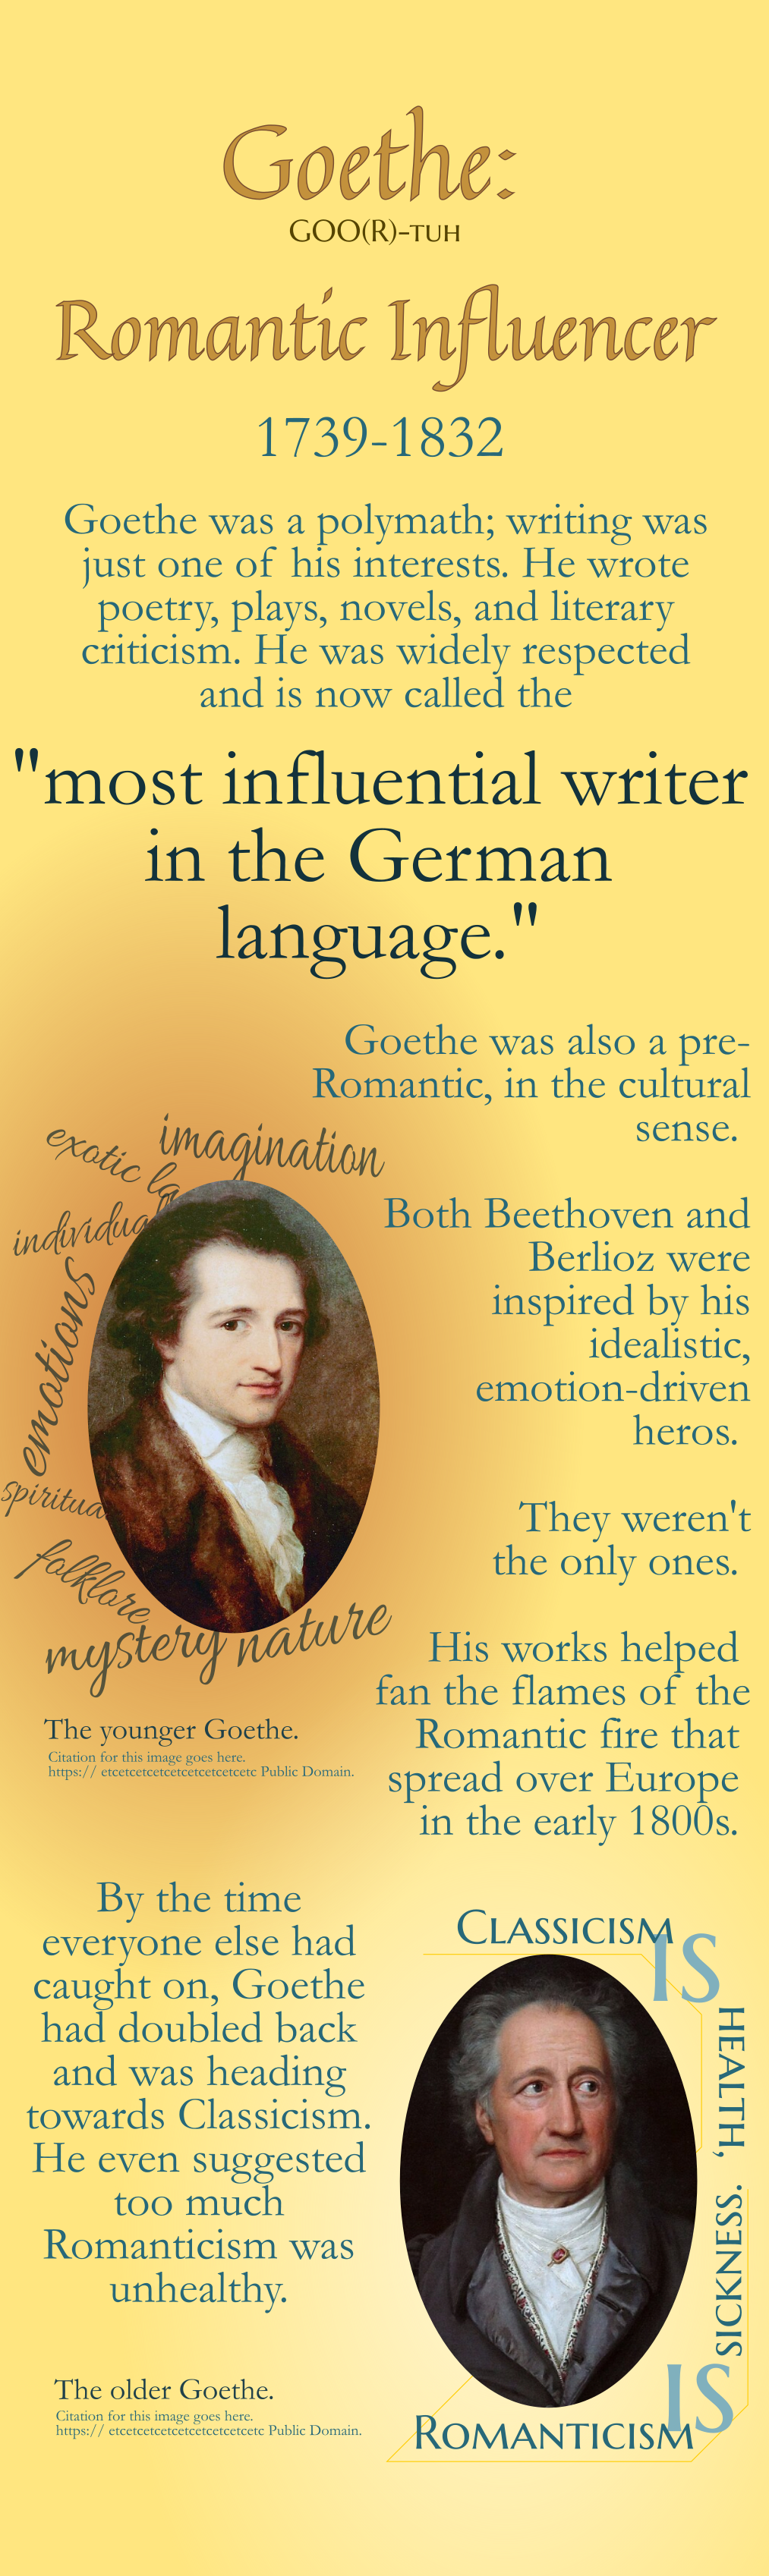 Goethe:
GOO(R)-TUH
Romantic Influencer
1739-1832
Goethe was a polymath; writing was
just one of his interests. He wrote
poetry, plays, novels, and literary
criticism. He was widely respected
and is now called the
"most influential writer
in the German
language."
Goethe was also a pre-
Romantic, in the cultural
sense.
imagination
exotic
individual
emotions
folklore
mystery nature
Both Beethoven and
Berlioz were
inspired by his
idealistic,
emotion-driven
heros.
They weren't
the only ones.
His works helped
fan the flames of the
Romantic fire that
spread over Europe
in the early 1800s.
The younger Goethe.
Citation for this image goes here.
https:// etcetcetcetcetcetcetcetcetc Public Domain.
By the time
everyone else had
caught on, Goethe
had doubled back
and was heading
towards Classicism.
He even suggested
too much
Romanticism was
unhealthy.
CLASSICISM
IS
HEALTH,
ROMANTICISM
IS
SICKNESS.
The older Goethe.
Citation for this image goes here.
https:// etcetcetcetcetcetcetcetcetc Public Domain.